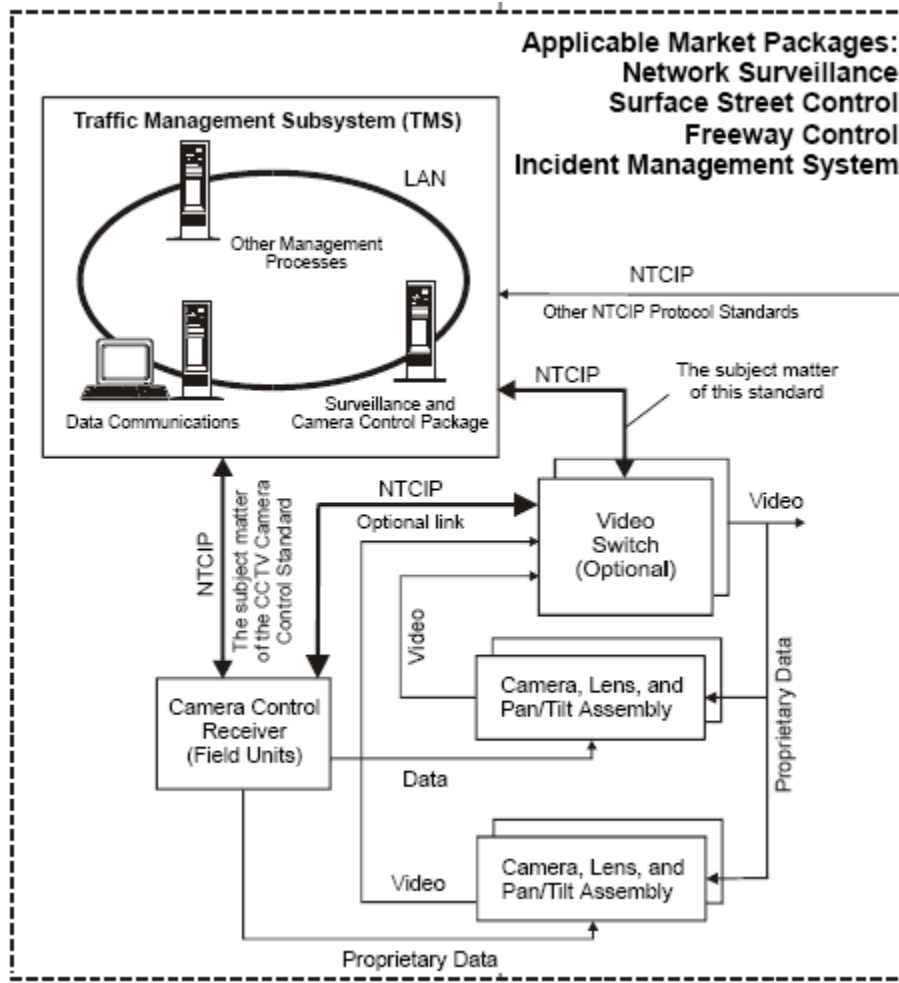 Applicable Market Packages:
Network Surveillance
Surface Street Control
Freeway Control
Incident Management System
Traffic Management Subsystem (TMS)
LAN
Other Management
Processes
Data Communications
Surveillance and
Camera Control Package
NTCIP
Other NTCIP Protocol Standards
NTCIP
The subject matter
of this standard
NTCIP
The subject matter
of the CCTV Camera
Control Standard
NTCIP
Optional link
Video
Switch
(Optional)
Video
Video
Camera, Lens, and
Pan/Tilt Assembly
Proprietary Data
Camera Control
Receiver
(Field Units)
Data
Camera, Lens, and
Pan/Tilt Assembly
Video
Proprietary Data